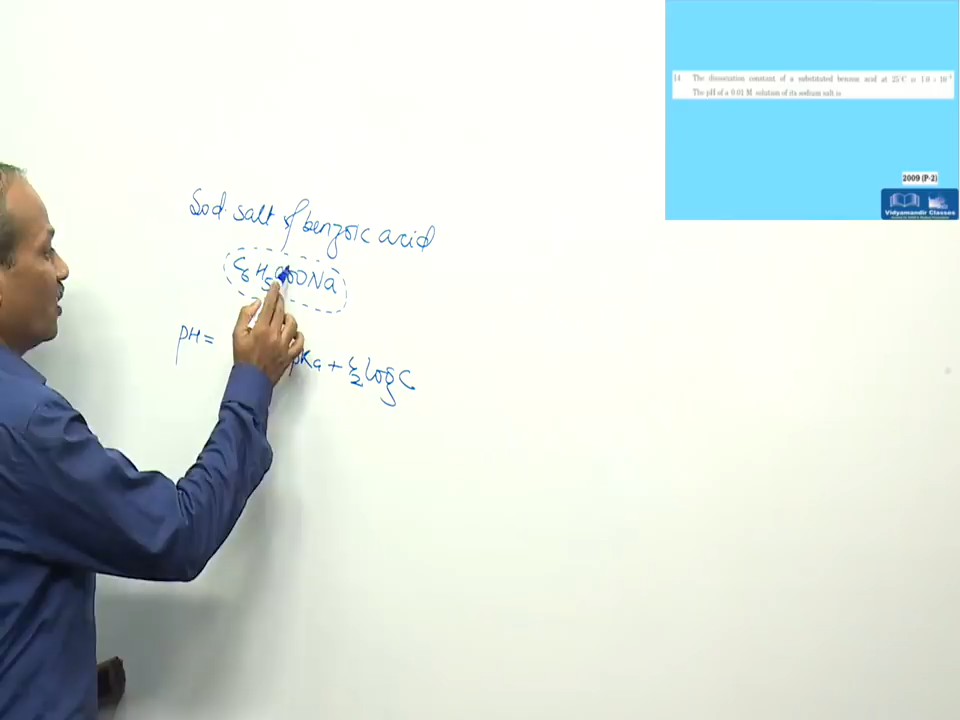 14 The dissociation constant of a substituted benzoic acid at 25°C is 1.0 × 10
The pH of a 0.01 M solution of its sodium salt is
2009 (P-2)
Vidyamandir Classes
Sod. salt of benzoic acid
C6H5COONa
pH=
pKa + 1/2 log C